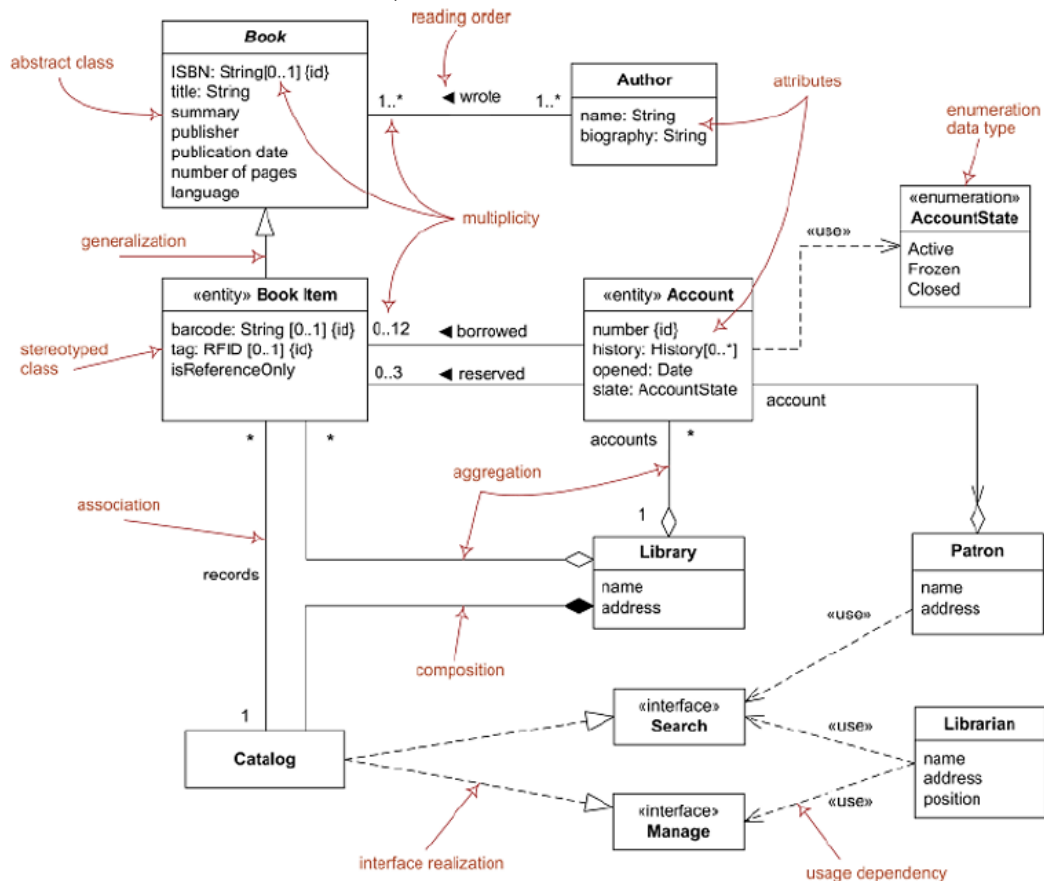 reading order
Book
abstract class
ISBN: String[0..1] {id}
title: String
summary
publisher
publication date
number of pages
language
1..*
◄ wrote
1..*
Author
name: String
biography: String
attributes
enumeration
data type
«enumeration»
AccountState
Active
Frozen
Closed
multiplicity
generalization
«use»
«entity» Book Item
barcode: String [0..1] {id}
tag: RFID [0..1] {id}
isReferenceOnly
stereotyped
class
0..12
◄ borrowed
0..3
◄ reserved
«entity» Account
number {id}
history: History[0..*]
opened: Date
state: AccountState
account
*
*
accounts
*
aggregation
association
1
Library
name
address
Patron
name
address
records
«use»
composition
1
Catalog
«interface»
Search
«use»
Librarian
name
address
position
«interface»
Manage
«use»
interface realization
usage dependency